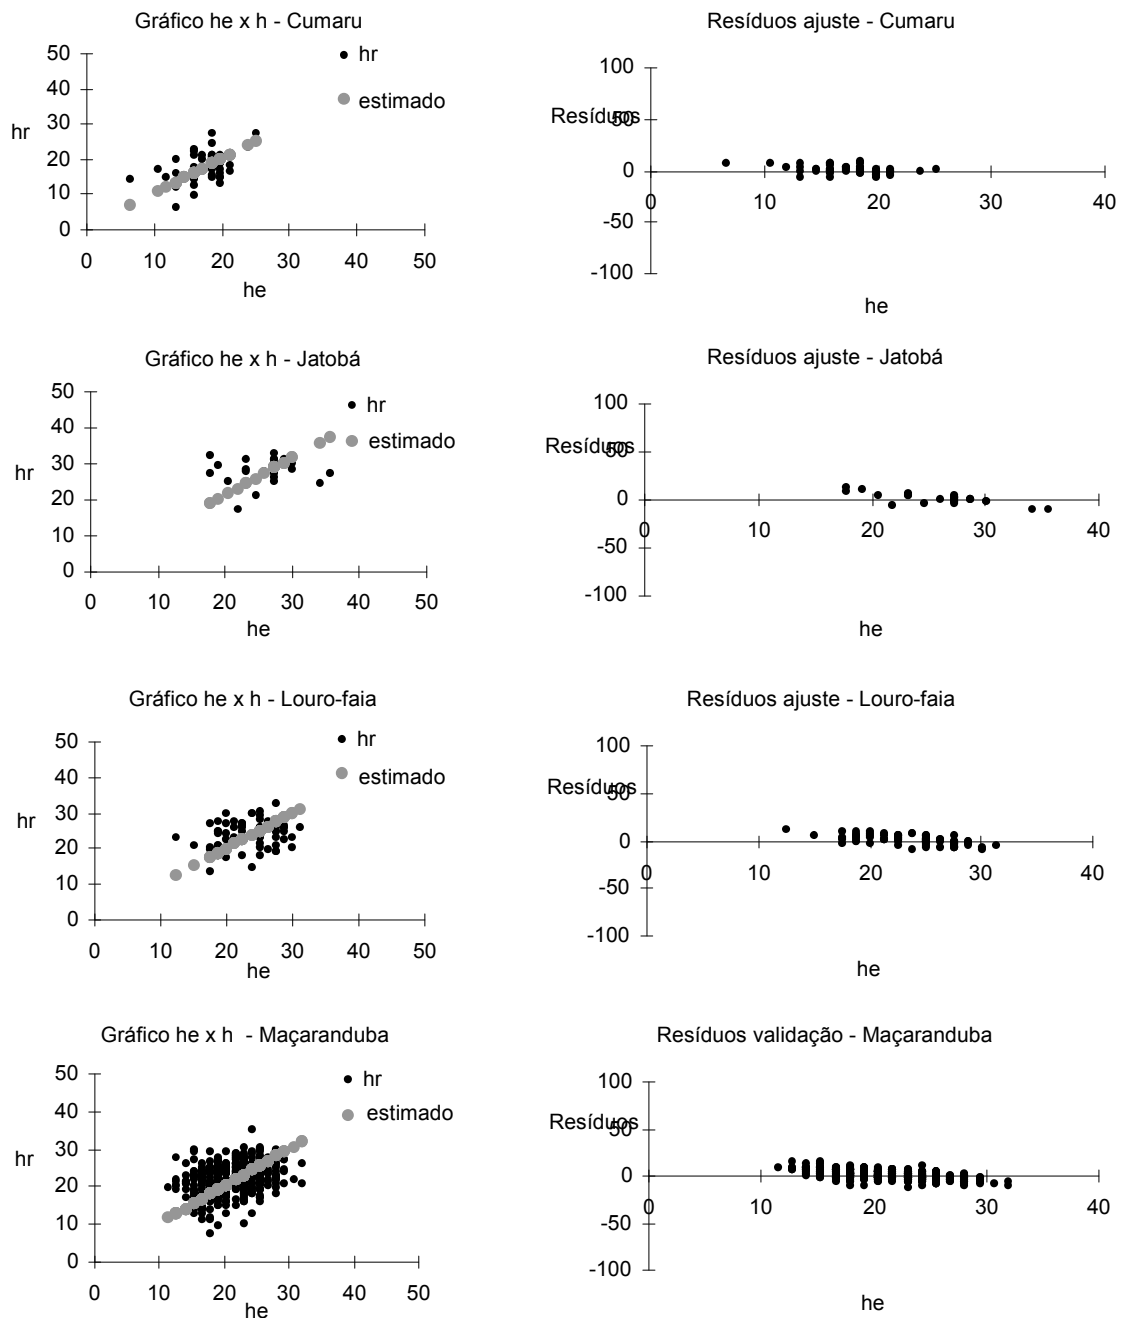 Gráfico he x h - Cumaru
hr
estimado
50
40
30
20
10
0
hr
0 10 20 30 40 50
he
Resíduos ajuste - Cumaru
100
Resíduos
50
0
-50
-100
0 10 20 30 40
he
Gráfico he x h - Jatobá
hr
estimado
50
40
30
20
10
0
hr
0 10 20 30 40 50
he
Resíduos ajuste - Jatobá
100
Resíduos
50
0
-50
-100
0 10 20 30 40
he
Gráfico he x h - Louro-faia
hr
estimado
50
40
30
20
10
0
hr
0 10 20 30 40 50
he
Resíduos ajuste - Louro-faia
100
Resíduos
50
0
-50
-100
0 10 20 30 40
he
Gráfico he x h - Maçaranduba
hr
estimado
50
40
30
20
10
0
hr
0 10 20 30 40 50
he
Resíduos validação - Maçaranduba
100
Resíduos
50
0
-50
-100
0 10 20 30 40
he